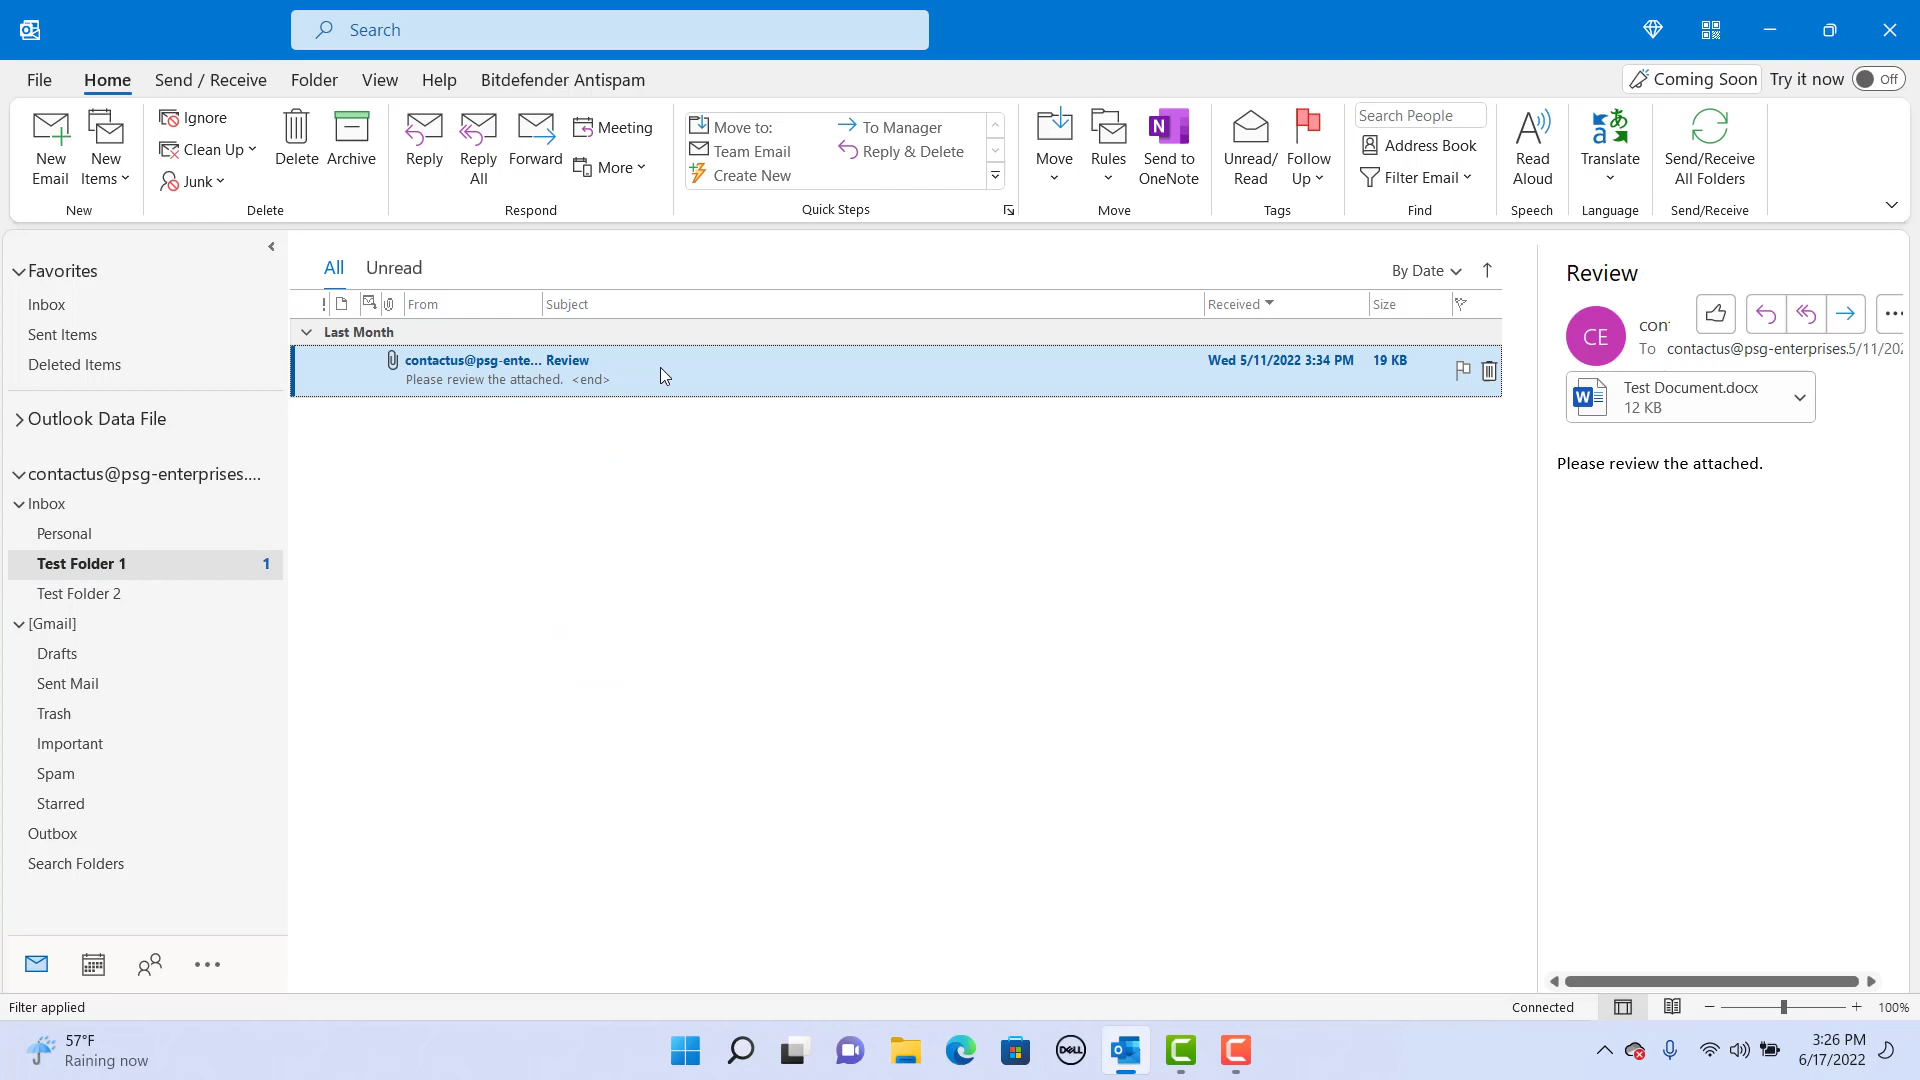 Search
File Home Send / Receive Folder View Help Bitdefender Antispam
Coming Soon Try it now Off
New Email
New Items
New
Ignore
Clean Up
Junk
Delete
Archive
Delete
Reply
Reply All
Forward
Meeting
More
Respond
Move to:
Team Email
Create New
To Manager
Reply & Delete
Quick Steps
Move
Rules
Send to OneNote
Move
Unread/ Read
Follow Up
Tags
Search People
Address Book
Filter Email
Find
Read Aloud
Speech
Translate
Language
Send/Receive All Folders
Send/Receive
Favorites
Inbox
Sent Items
Deleted Items
Outlook Data File
contactus@psg-enterprises....
Inbox
Personal
Test Folder 1 1
Test Folder 2
[Gmail]
Drafts
Sent Mail
Trash
Important
Spam
Starred
Outbox
Search Folders
All Unread
By Date
From Subject Received Size
Last Month
contactus@psg-ente... Review Wed 5/11/2022 3:34 PM 19 KB
Please review the attached. <end>
Review
CE
cont
To contactus@psg-enterprises. 5/11/202
Test Document.docx
12 KB
Please review the attached.
Filter applied
Connected
100%
57°F
Raining now
DELL
3:26 PM
6/17/2022